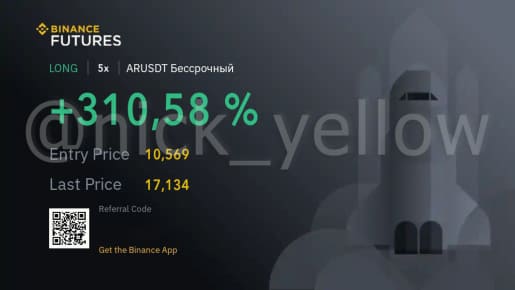 BINANCE
FUTURES
LONG | 5x | ARUSDT Бессрочный
+310,58 %
@nick_yellow
Entry Price 10,569
Last Price 17,134
Referral Code
Get the Binance App